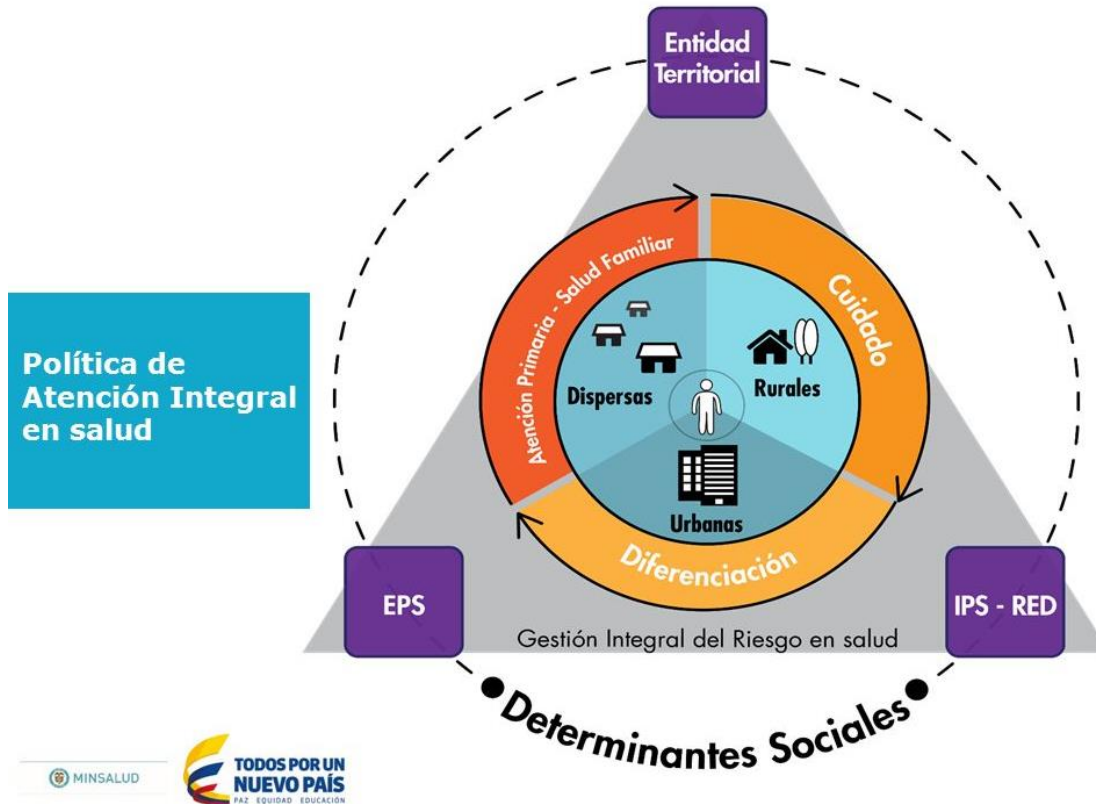 Entidad
Territorial
Atención Primaria - Salud Familiar
Cuidado
Dispersas
Rurales
Urbanas
Diferenciación
Política de
Atención Integral
en salud
EPS
IPS - RED
Gestión Integral del Riesgo en salud
Determinantes Sociales
MINSALUD
TODOS POR UN
NUEVO PAÍS
PAZ EQUIDAD EDUCACIÓN